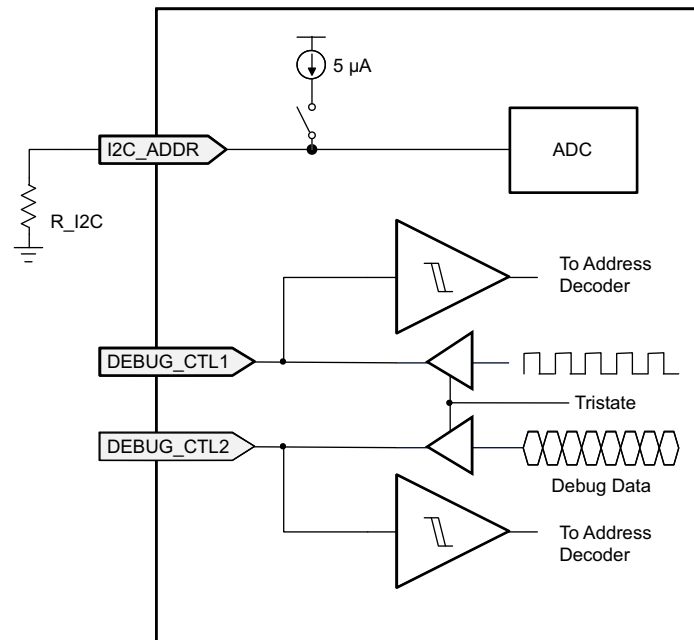 5 µA
I2C_ADDR
ADC
R_I2C
To Address
Decoder
DEBUG_CTL1
Tristate
DEBUG_CTL2
Debug Data
To Address
Decoder